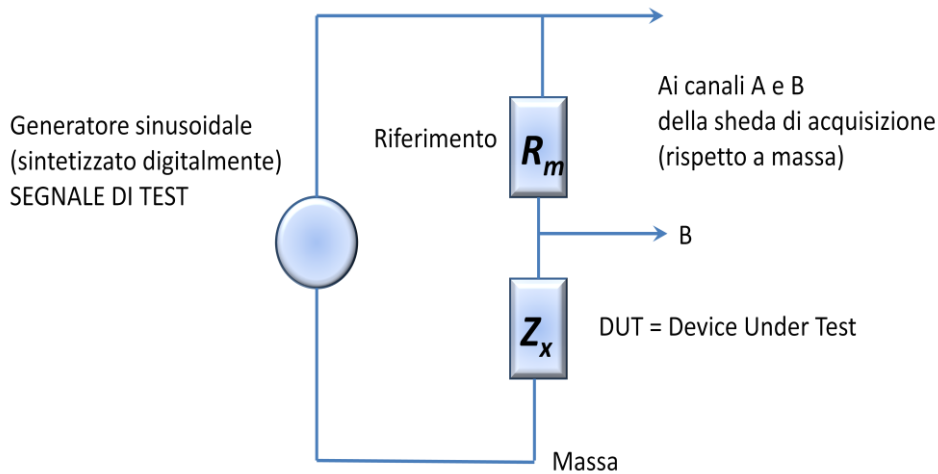 Ai canali A e B
della sheda di acquisizione
(rispetto a massa)
Generatore sinusoidale
(sintetizzato digitalmente)
SEGNALE DI TEST
Riferimento
Rm
B
Zx
DUT = Device Under Test
Massa